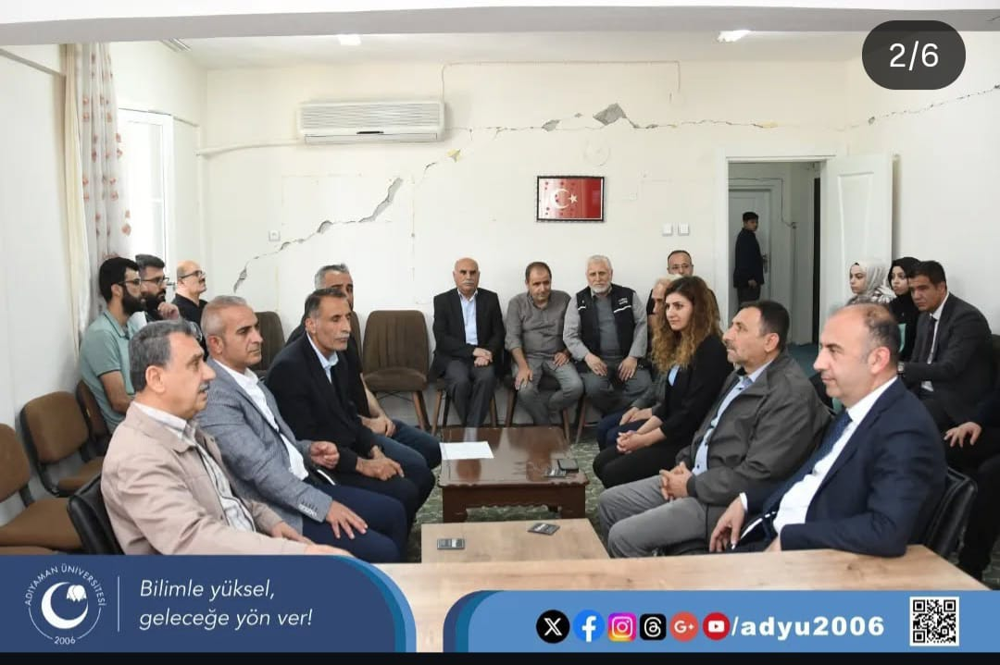 2/6
ADIYAMAN ÜNİVERSİTESİ
2006
Bilimle yüksel,
geleceğe yön ver!
/adyu2006